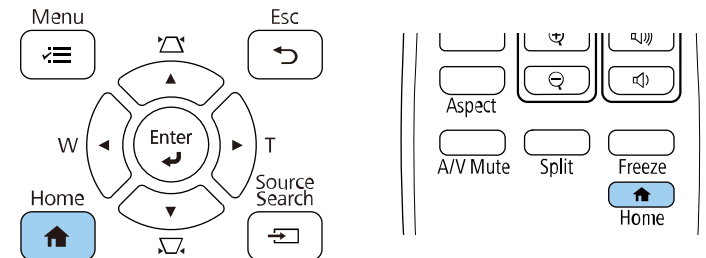 Menu
Esc
W
Enter
T
Home
Source
Search
Aspect
A/V Mute
Split
Freeze
Home